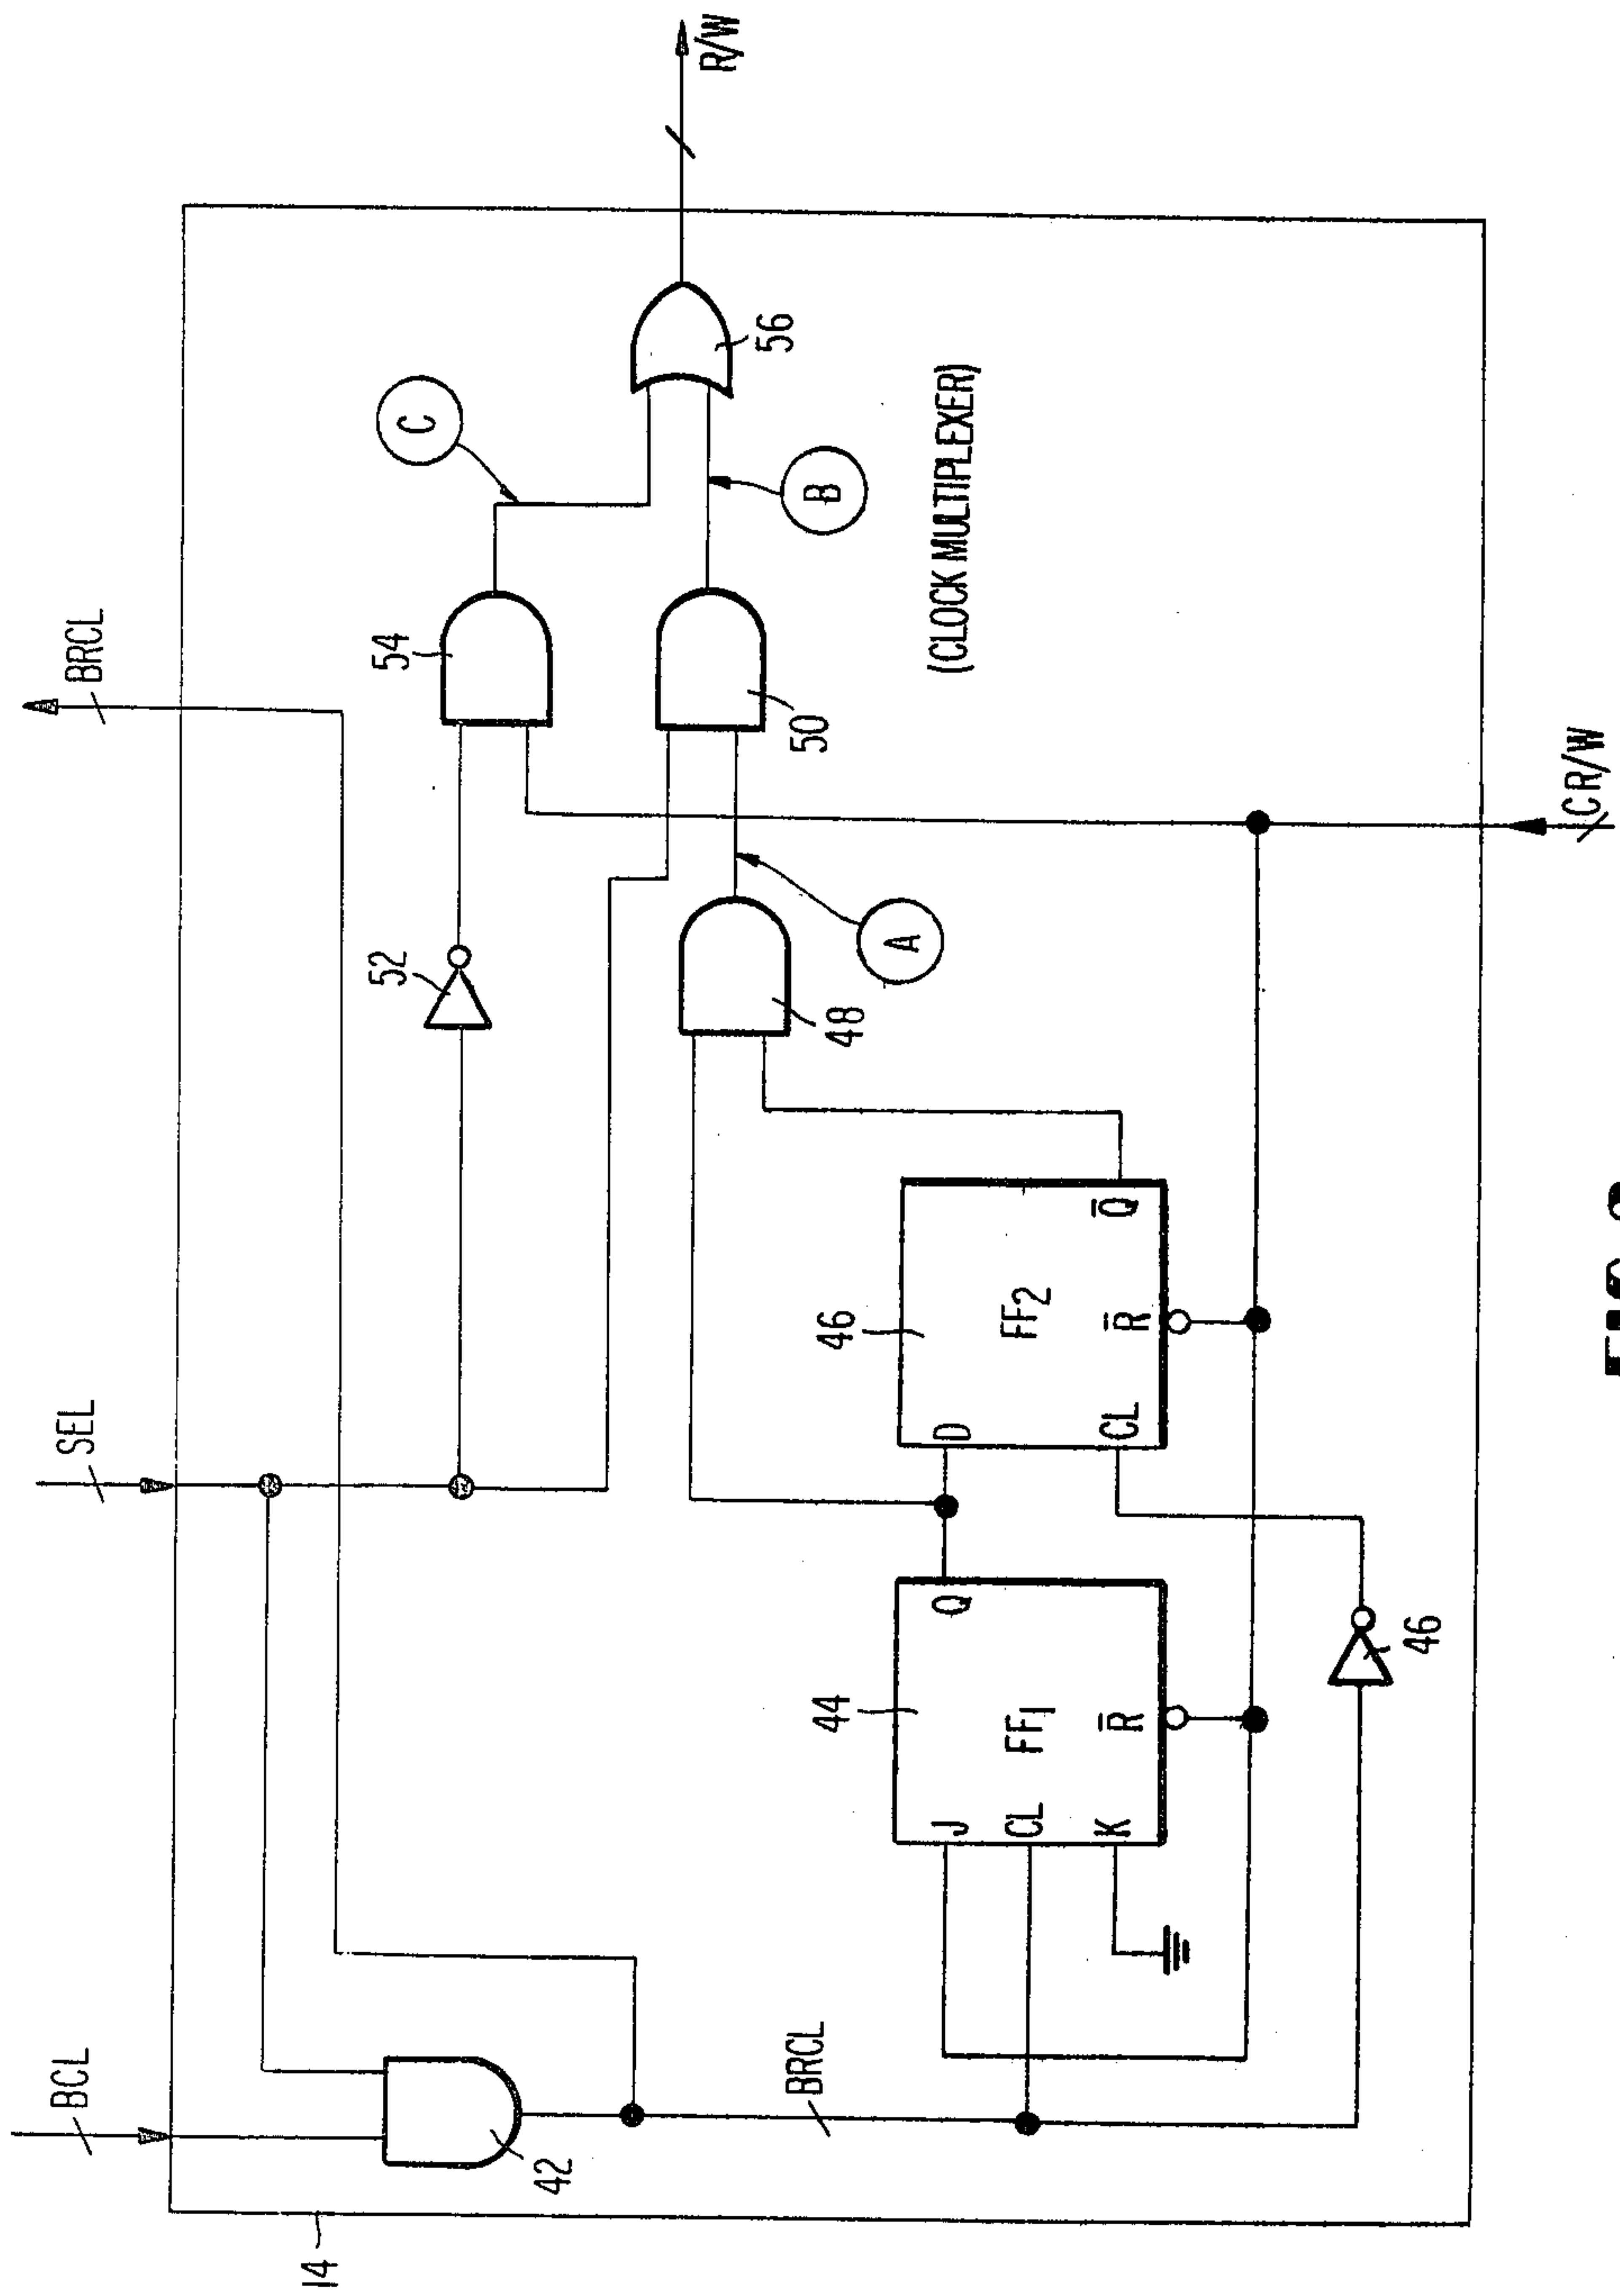 BCL
SEL
BRCL
14
42
52
54
C
56
R/W
BRCL
48
50
A
B
44
46
J
Q
D
CL
FF1
FF2
K
R̅
CL
R̅
Q̅
46
(CLOCK MULTIPLEXER)
CR/W